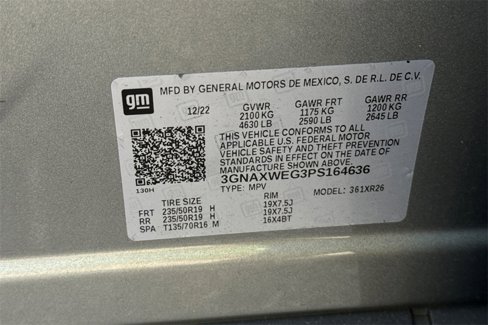 gm
MFD BY GENERAL MOTORS DE MEXICO, S. DE R.L. DE C.V.
12/22 GVWR GAWR FRT GAWR RR
2100 KG 1175 KG 1200 KG
4630 LB 2590 LB 2645 LB
THIS VEHICLE CONFORMS TO ALL
APPLICABLE U.S. FEDERAL MOTOR
VEHICLE SAFETY AND THEFT PREVENTION
STANDARDS IN EFFECT ON THE DATE OF
MANUFACTURE SHOWN ABOVE.
3GNAXWEG3PS164636
130H TYPE: MPV MODEL: 361XR26
TIRE SIZE RIM
FRT 235/50R19 H 19X7.5J
RR 235/50R19 H 19X7.5J
SPA T135/70R16 M 16X4BT